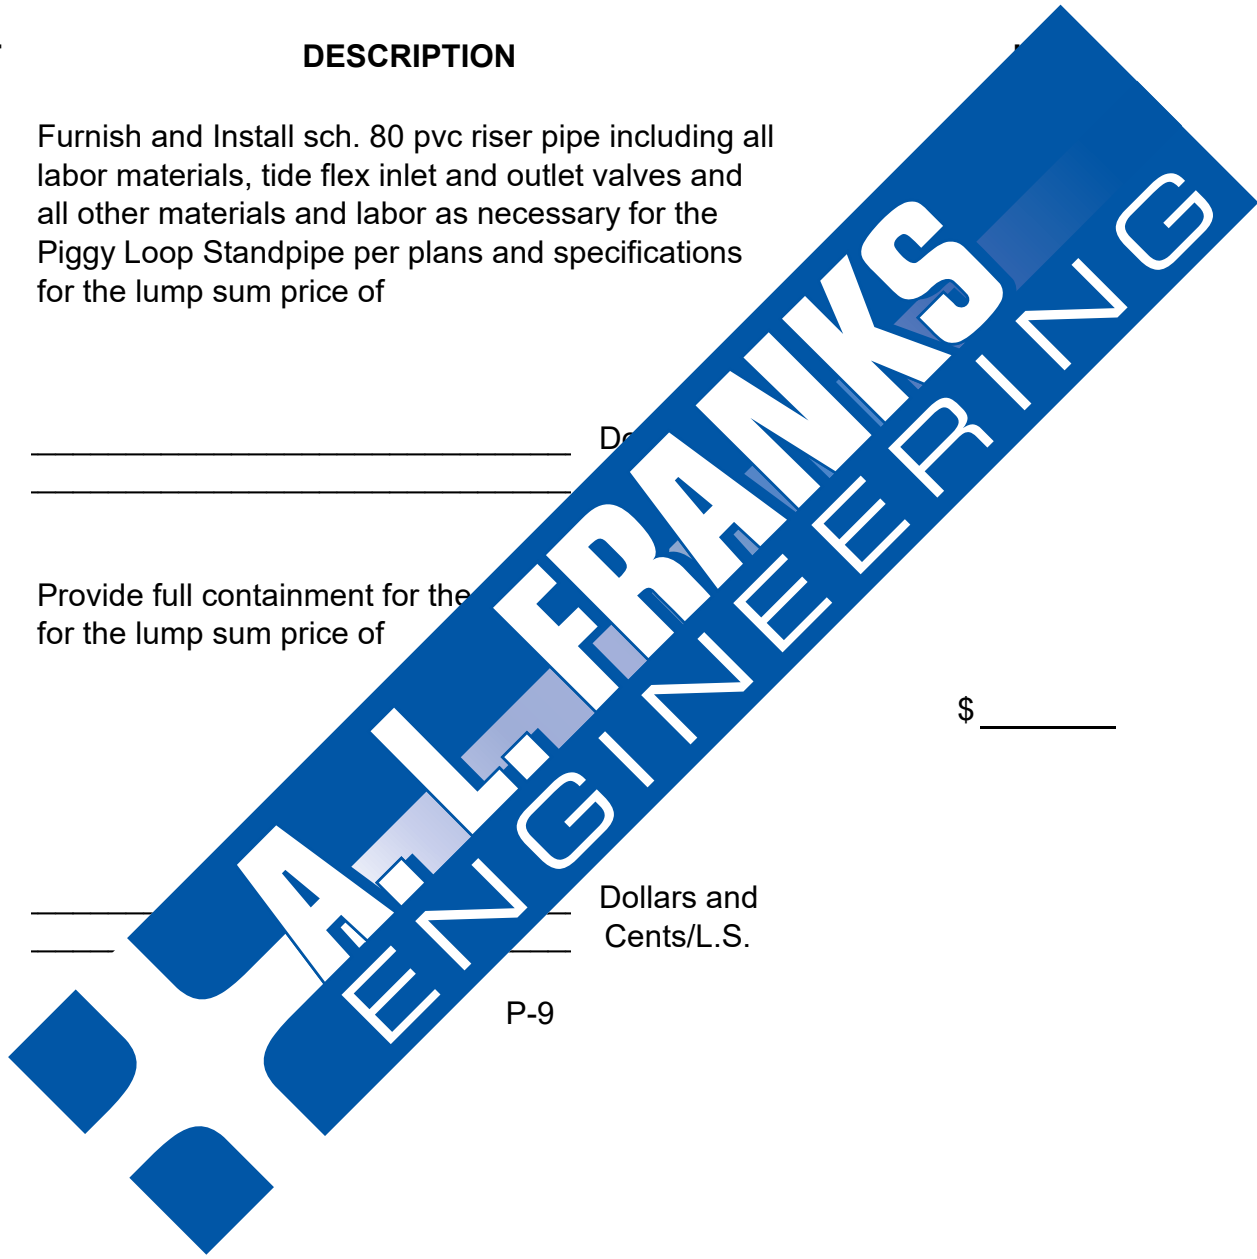 DESCRIPTION
Furnish and Install sch. 80 pvc riser pipe including all
labor materials, tide flex inlet and outlet valves and
all other materials and labor as necessary for the
Piggy Loop Standpipe per plans and specifications
for the lump sum price of
Provide full containment for the
for the lump sum price of
$
Dollars and
Cents/L.S.
P-9
A.L. FRANKS
ENGINEERING